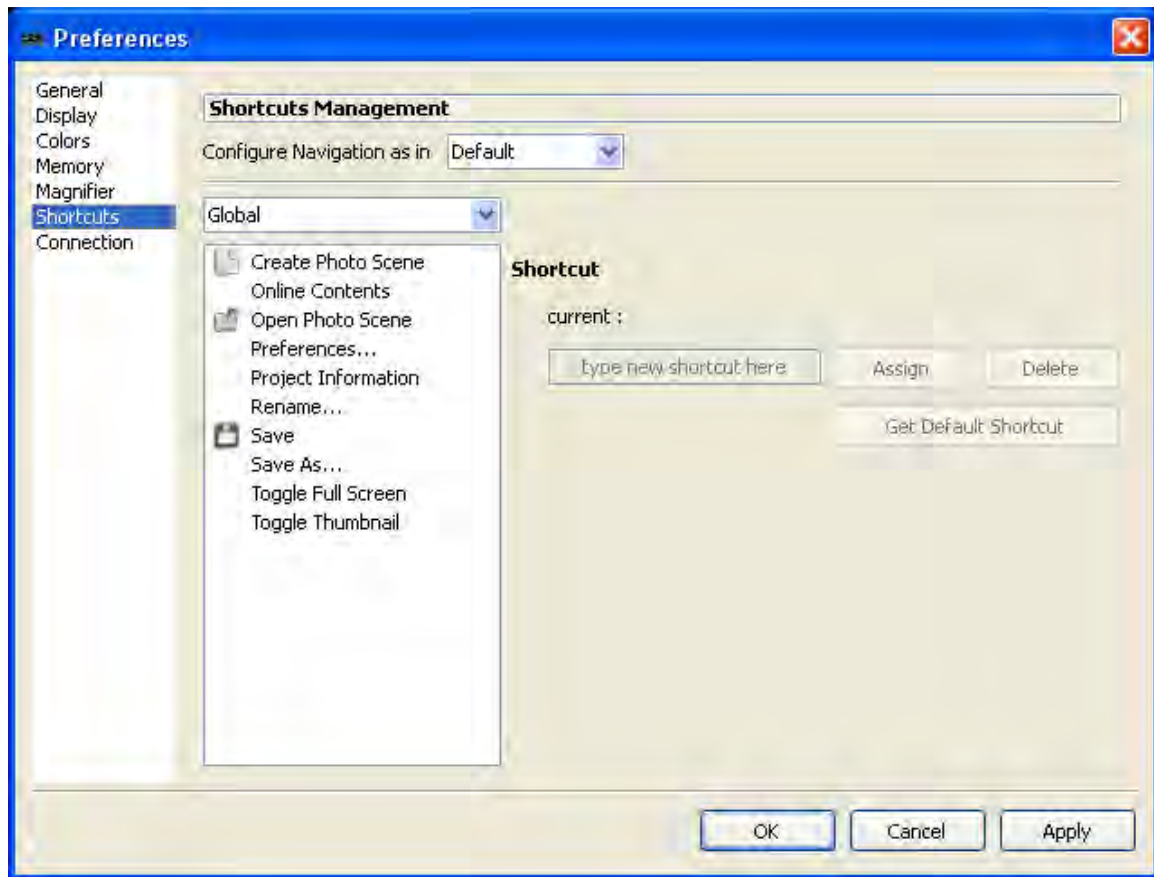 Preferences
General
Display
Colors
Memory
Magnifier
Shortcuts
Connection
Shortcuts Management
Configure Navigation as in Default
Global
Create Photo Scene
Online Contents
Open Photo Scene
Preferences...
Project Information
Rename...
Save
Save As...
Toggle Full Screen
Toggle Thumbnail
Shortcut
current :
type new shortcut here Assign Delete
Get Default Shortcut
OK Cancel Apply